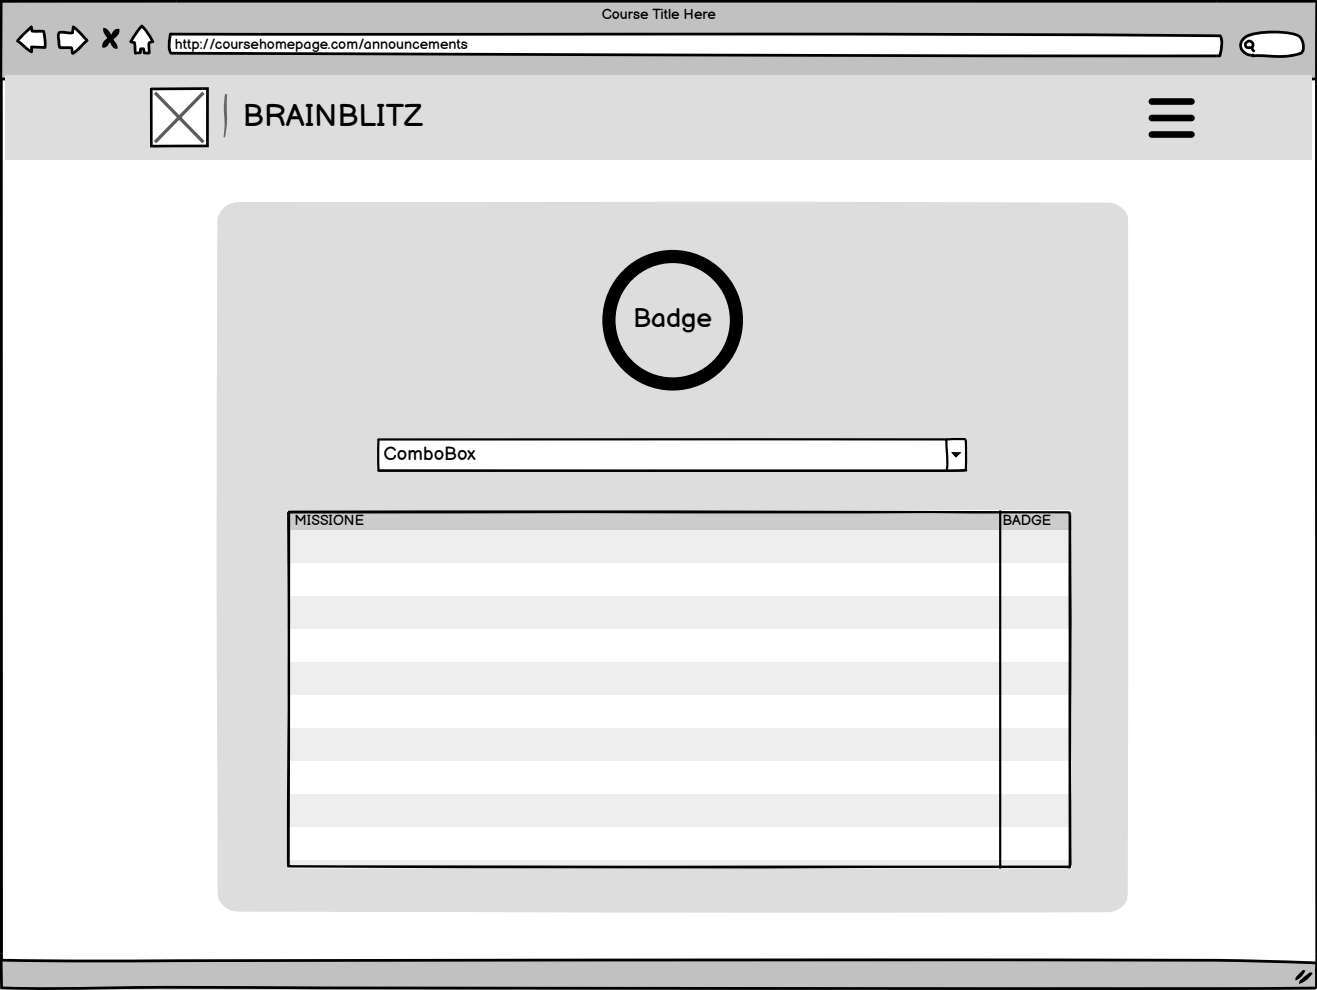 Course Title Here
http://coursehomepage.com/announcements
BRAINBLITZ
Badge
ComboBox
MISSIONE BADGE